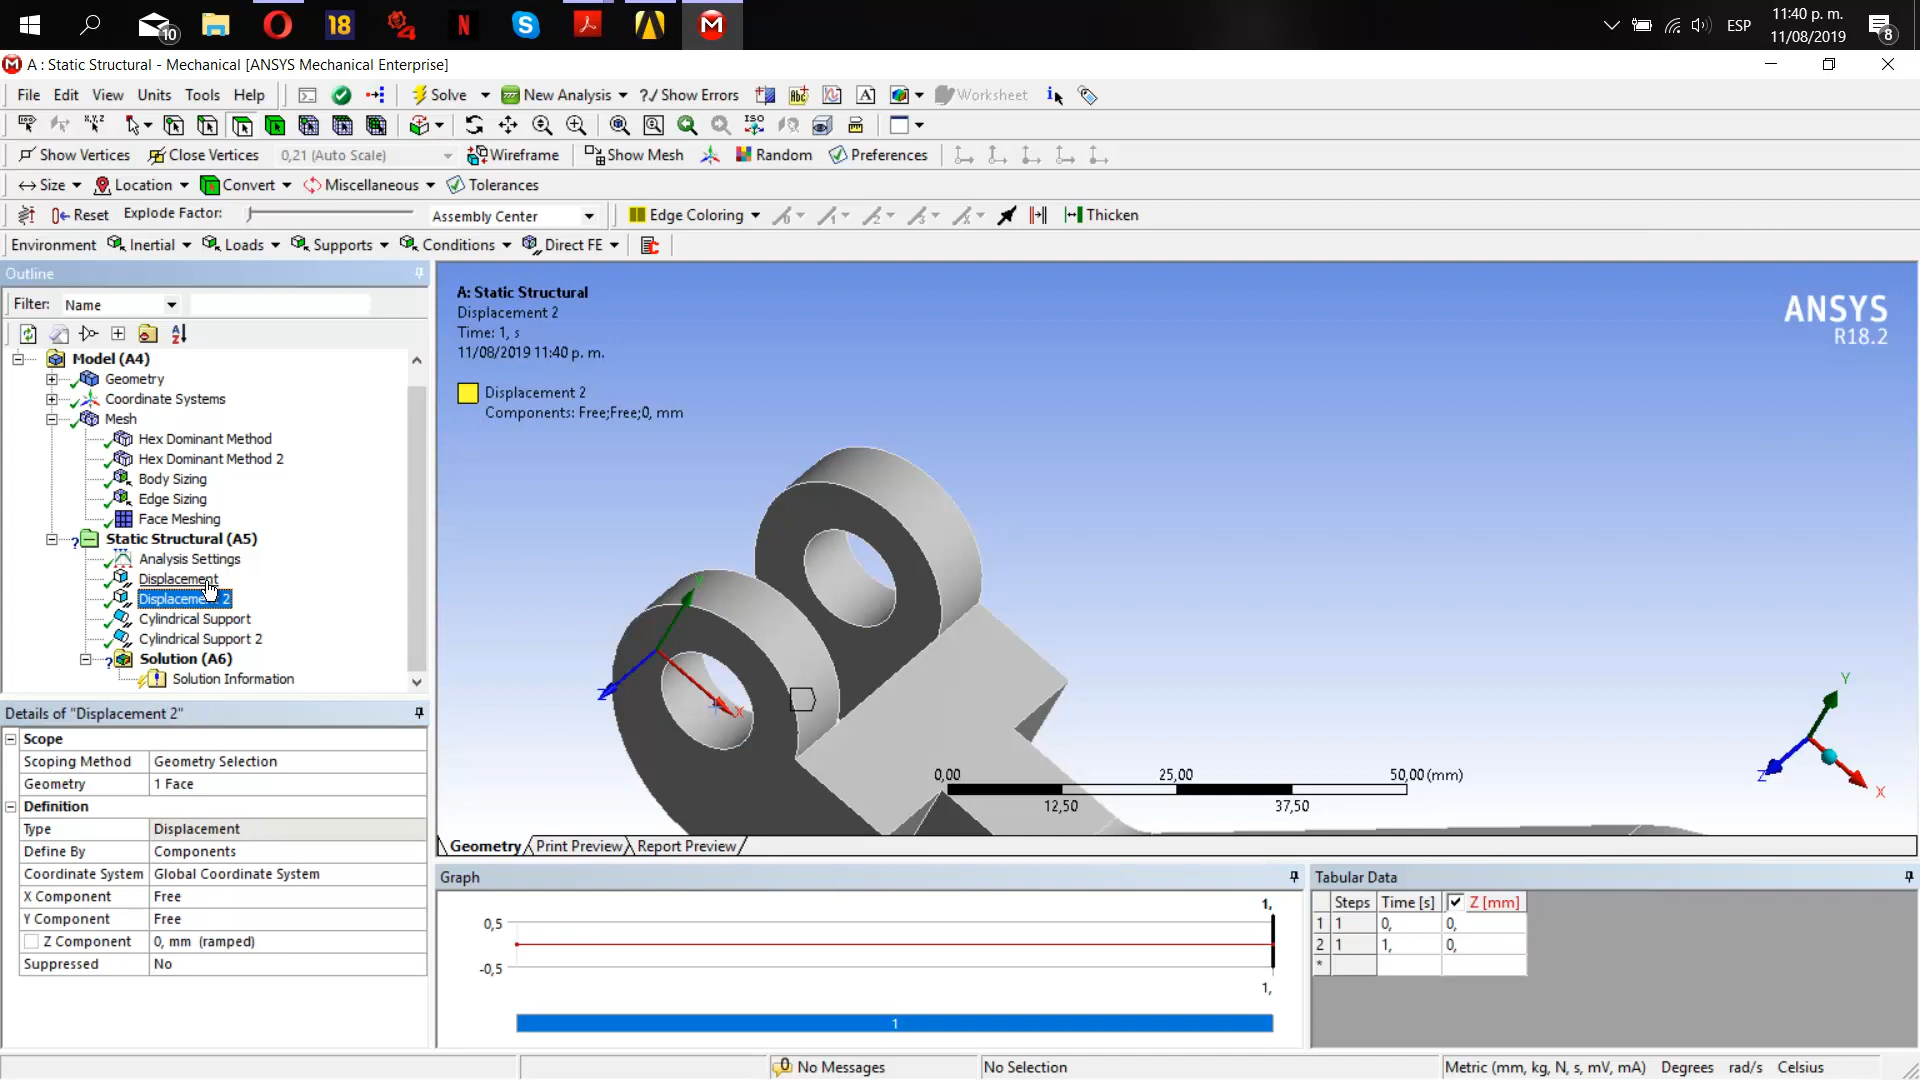 10
18
4
N
S
M
ESP
11:40 p. m.
11/08/2019
8
A : Static Structural - Mechanical [ANSYS Mechanical Enterprise]
File Edit View Units Tools Help
Solve New Analysis ?/ Show Errors Worksheet
Show Vertices Close Vertices 0,21 (Auto Scale) Wireframe Show Mesh Random Preferences
Size Location Convert Miscellaneous Tolerances
Reset Explode Factor: Assembly Center Edge Coloring Thicken
Environment Inertial Loads Supports Conditions Direct FE
Outline
Filter: Name
Model (A4)
Geometry
Coordinate Systems
Mesh
Hex Dominant Method
Hex Dominant Method 2
Body Sizing
Edge Sizing
Face Meshing
Static Structural (A5)
Analysis Settings
Displacement
Displacement 2
Cylindrical Support
Cylindrical Support 2
Solution (A6)
Solution Information
Details of "Displacement 2"
Scope
Scoping Method Geometry Selection
Geometry 1 Face
Definition
Type Displacement
Define By Components
Coordinate System Global Coordinate System
X Component Free
Y Component Free
Z Component 0, mm (ramped)
Suppressed No
A: Static Structural
Displacement 2
Time: 1, s
11/08/2019 11:40 p. m.
Displacement 2
Components: Free;Free;0, mm
ANSYS
R18.2
Y
Z
X
Y
Z
X
0,00 25,00 50,00 (mm)
12,50 37,50
Geometry Print Preview Report Preview
Graph
1,
0,5
-0,5
1,
1
Tabular Data
Steps Time [s] Z [mm]
1 1 0, 0,
2 1 1, 0,
*
No Messages No Selection Metric (mm, kg, N, s, mV, mA) Degrees rad/s Celsius